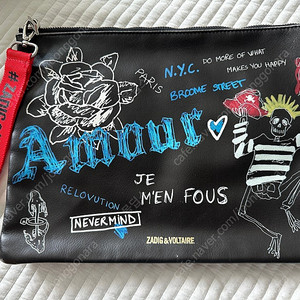 PARIS
N.Y.C.
DO MORE OF WHAT
MAKES YOU HAPPY
BROOME STREET
Amour
JE
M'EN FOUS
RELOVUTION
NEVERMIND
ZADIG & VOLTAIRE